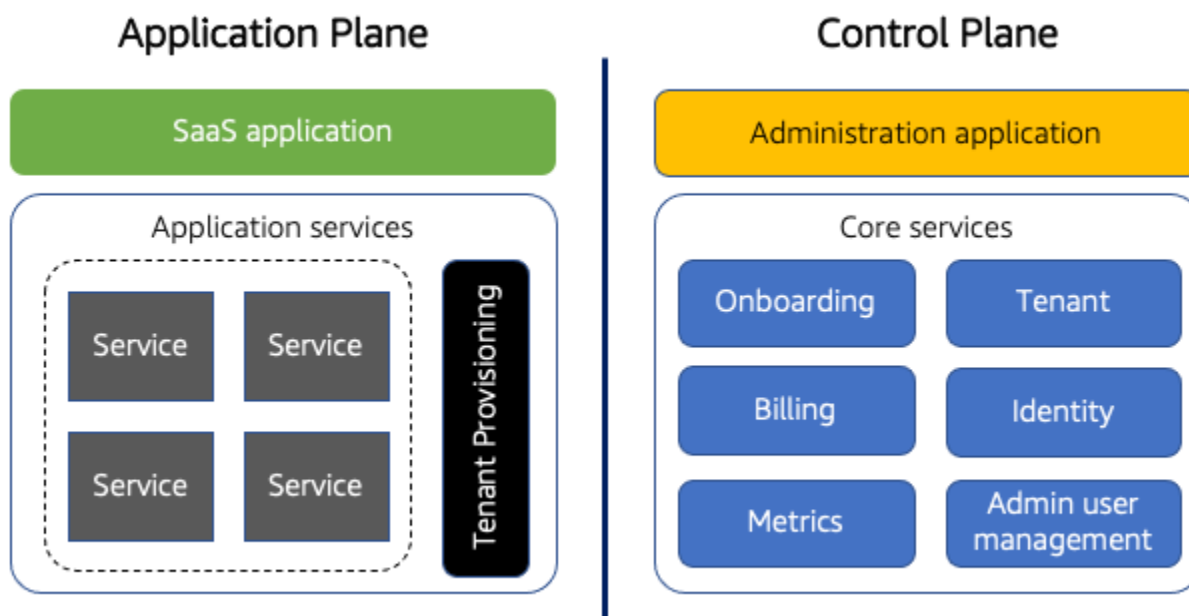 Application Plane
SaaS application
Application services
Service
Service
Service
Service
Tenant Provisioning
Control Plane
Administration application
Core services
Onboarding
Tenant
Billing
Identity
Metrics
Admin user
management